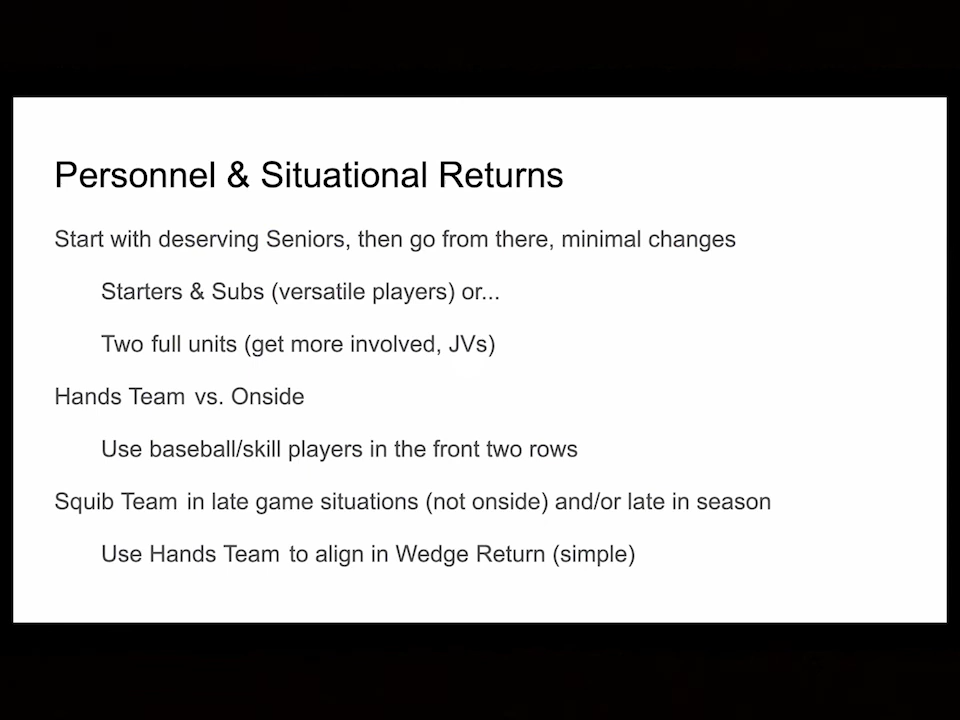 Personnel & Situational Returns
Start with deserving Seniors, then go from there, minimal changes
Starters & Subs (versatile players) or...
Two full units (get more involved, JVs)
Hands Team vs. Onside
Use baseball/skill players in the front two rows
Squib Team in late game situations (not onside) and/or late in season
Use Hands Team to align in Wedge Return (simple)